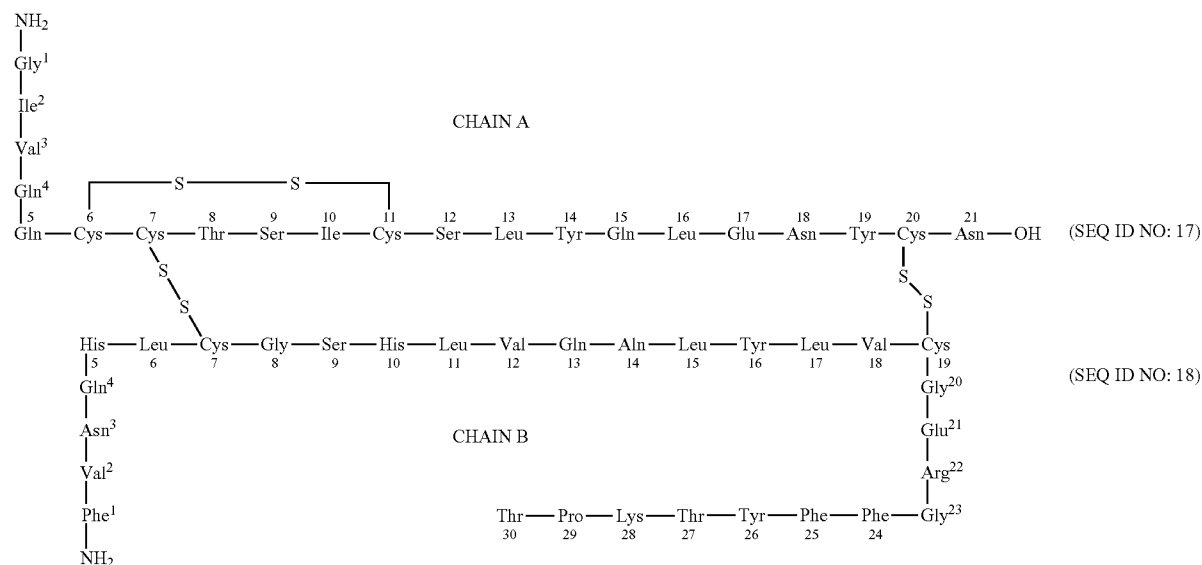 NH2
Gly1
Ile2
CHAIN A
Val3
S S
Gln4
5 6 7 8 9 10 11 12 13 14 15 16 17 18 19 20 21
Gln Cys Cys Thr Ser Ile Cys Ser Leu Tyr Gln Leu Glu Asn Tyr Cys Asn OH (SEQ ID NO: 17)
S S
S S
His Leu Cys Gly Ser His Leu Val Gln Aln Leu Tyr Leu Val Cys
5 6 7 8 9 10 11 12 13 14 15 16 17 18 19
(SEQ ID NO: 18)
Gln4 Gly20
Asn3 Glu21
CHAIN B
Val2 Arg22
Phe1 Thr Pro Lys Thr Tyr Phe Phe Gly23
30 29 28 27 26 25 24
NH2